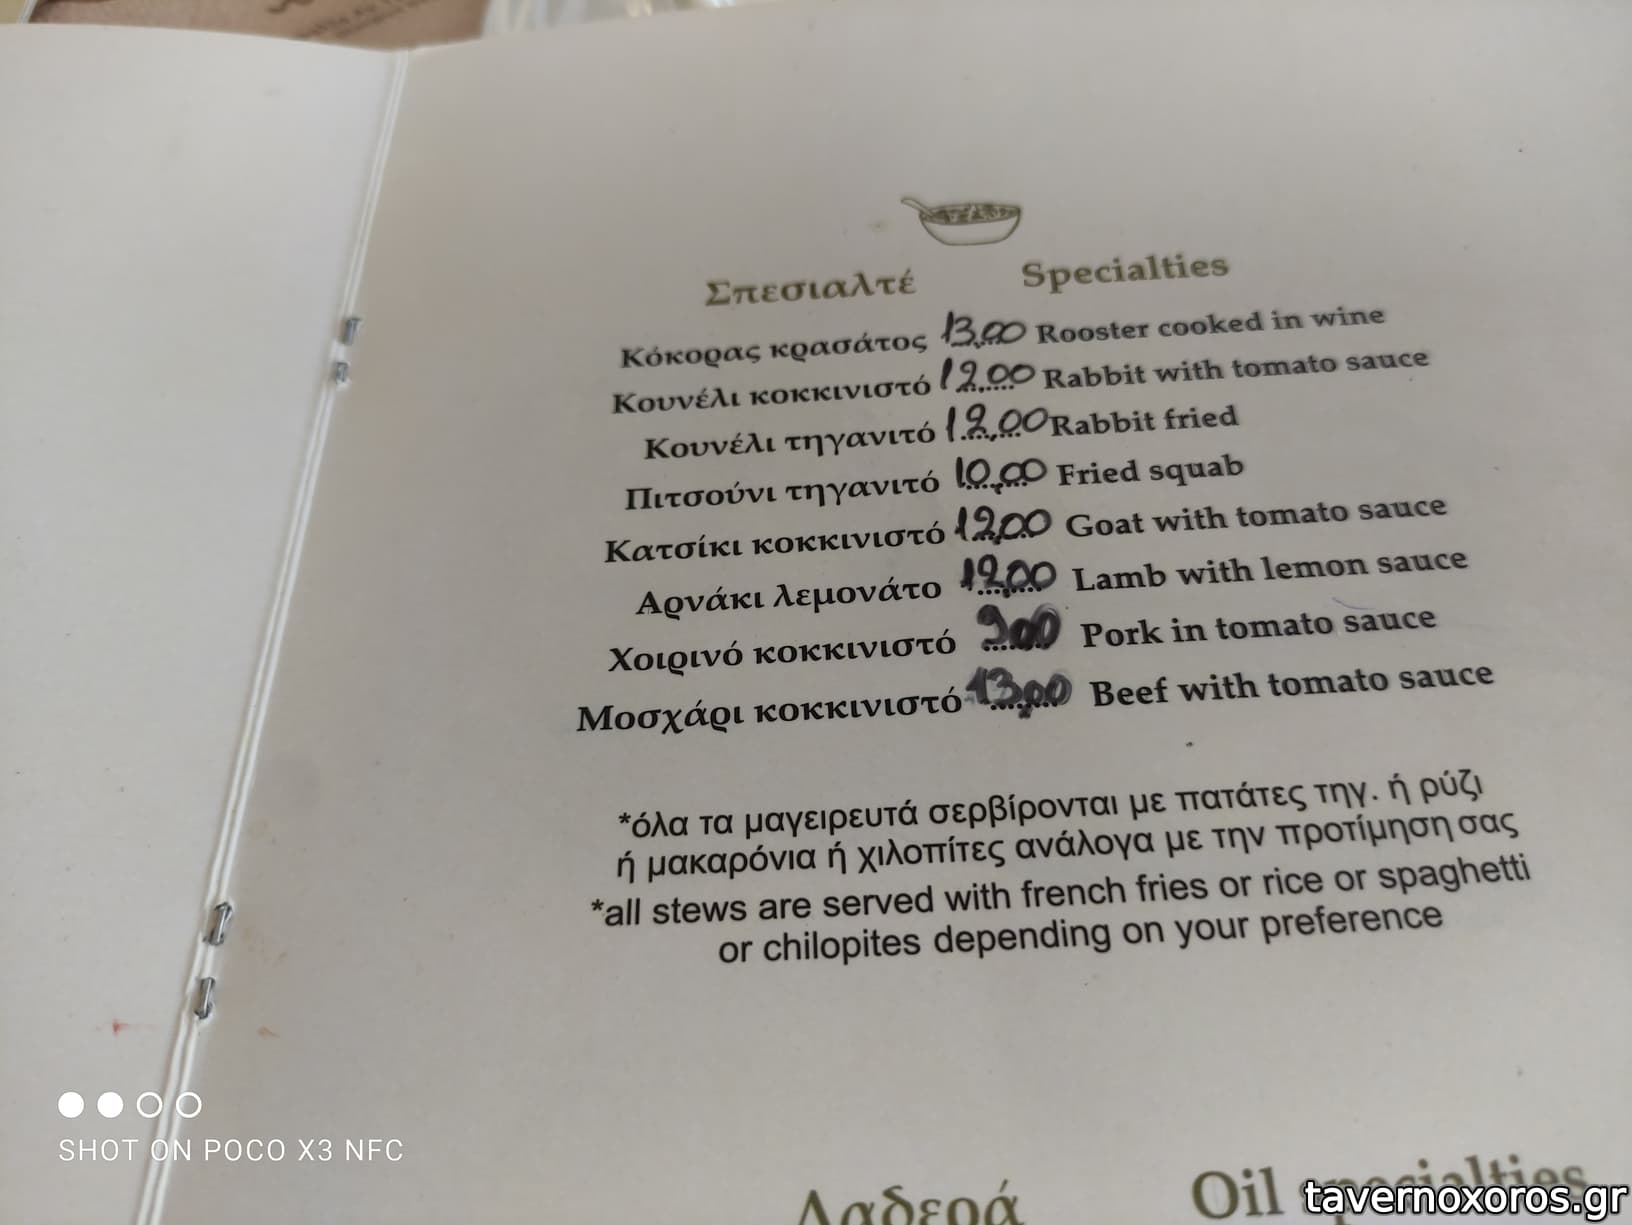 Σπεσιαλτέ Specialties
Κόκορας κρασάτος 13,00 Rooster cooked in wine
Κουνέλι κοκκινιστό 12,00 Rabbit with tomato sauce
Κουνέλι τηγανιτό 12,00 Rabbit fried
Πιτσούνι τηγανιτό 10,00 Fried squab
Κατσίκι κοκκινιστό 12,00 Goat with tomato sauce
Αρνάκι λεμονάτο 12,00 Lamb with lemon sauce
Χοιρινό κοκκινιστό 9,00 Pork in tomato sauce
Μοσχάρι κοκκινιστό 13,00 Beef with tomato sauce
*όλα τα μαγειρευτά σερβίρονται με πατάτες τηγ. ή ρύζι
ή μακαρόνια ή χιλοπίτες ανάλογα με την προτίμηση σας
*all stews are served with french fries or rice or spaghetti
or chilopites depending on your preference
Λαδερά Oil specialties
SHOT ON POCO X3 NFC
tavernoxoros.gr